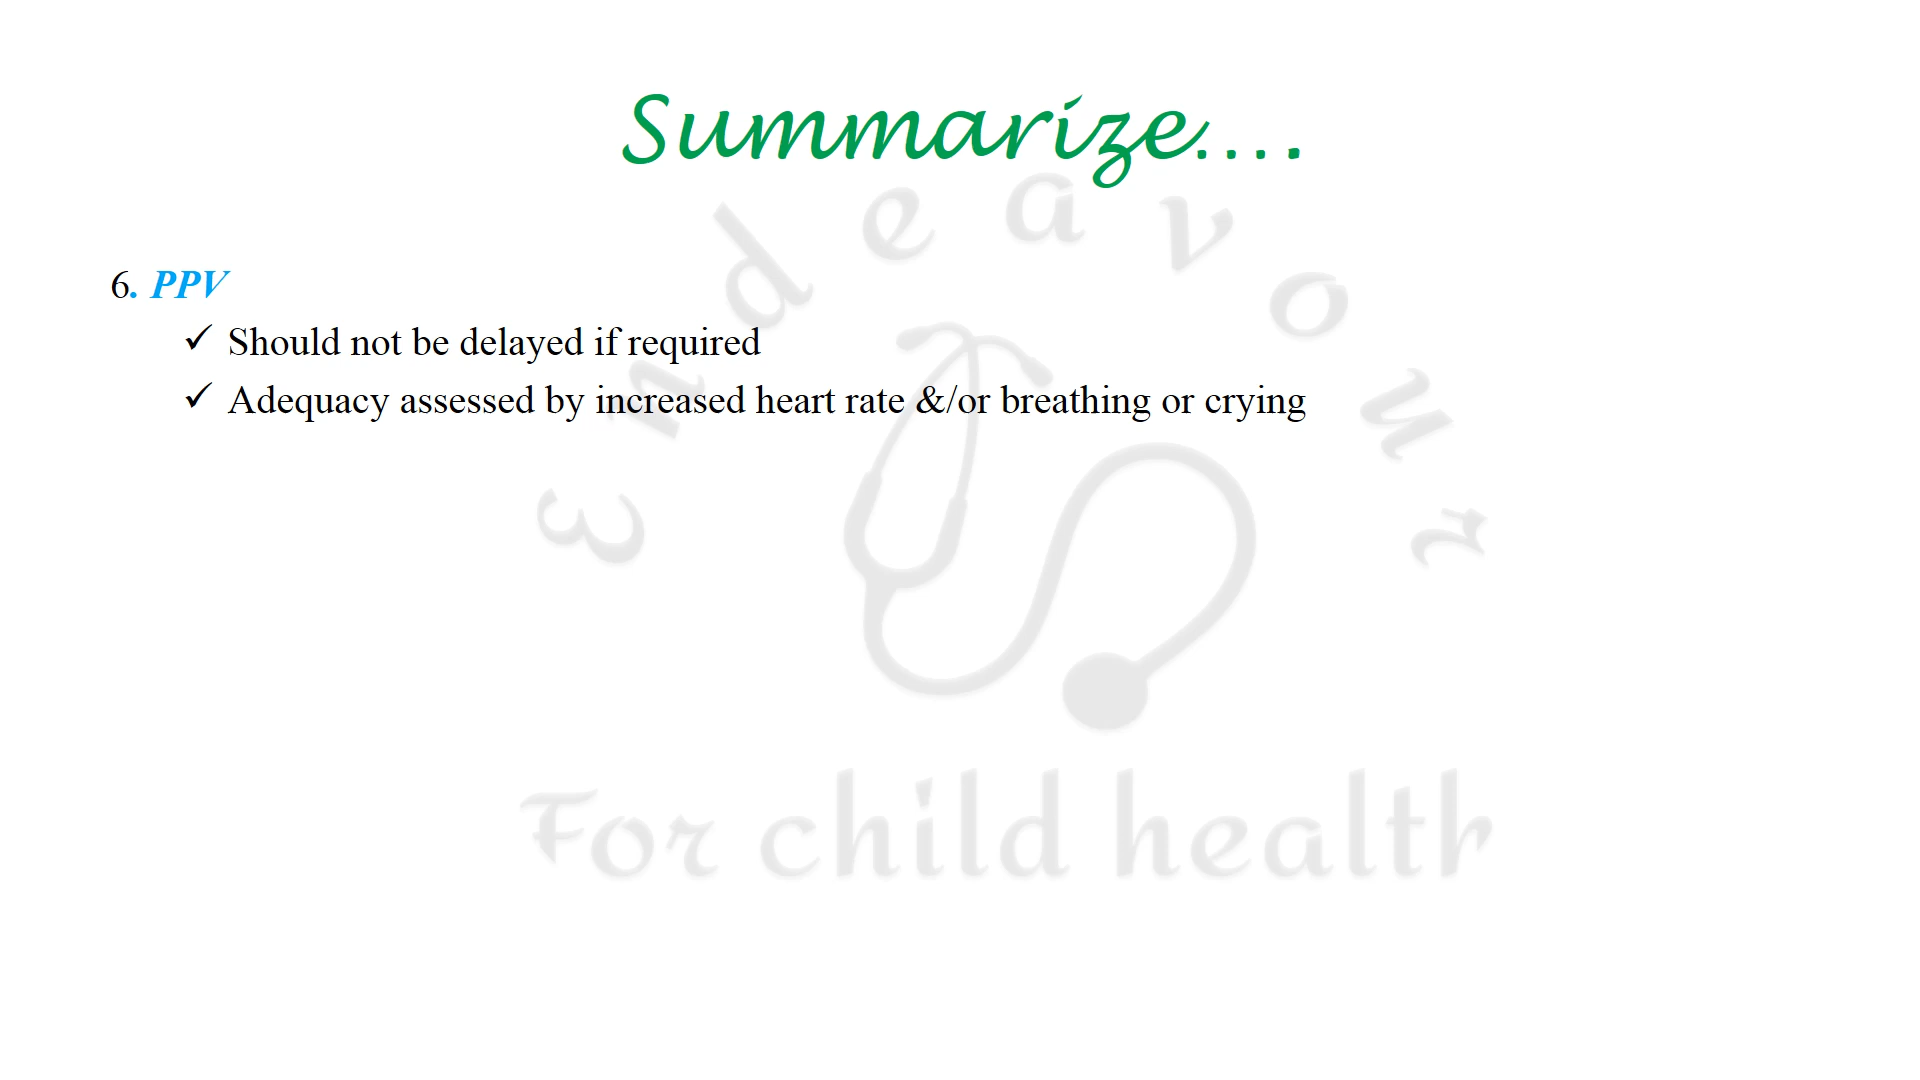 Summarize....
6. PPV
✓ Should not be delayed if required
✓ Adequacy assessed by increased heart rate &/or breathing or crying
Endeavour
For child health